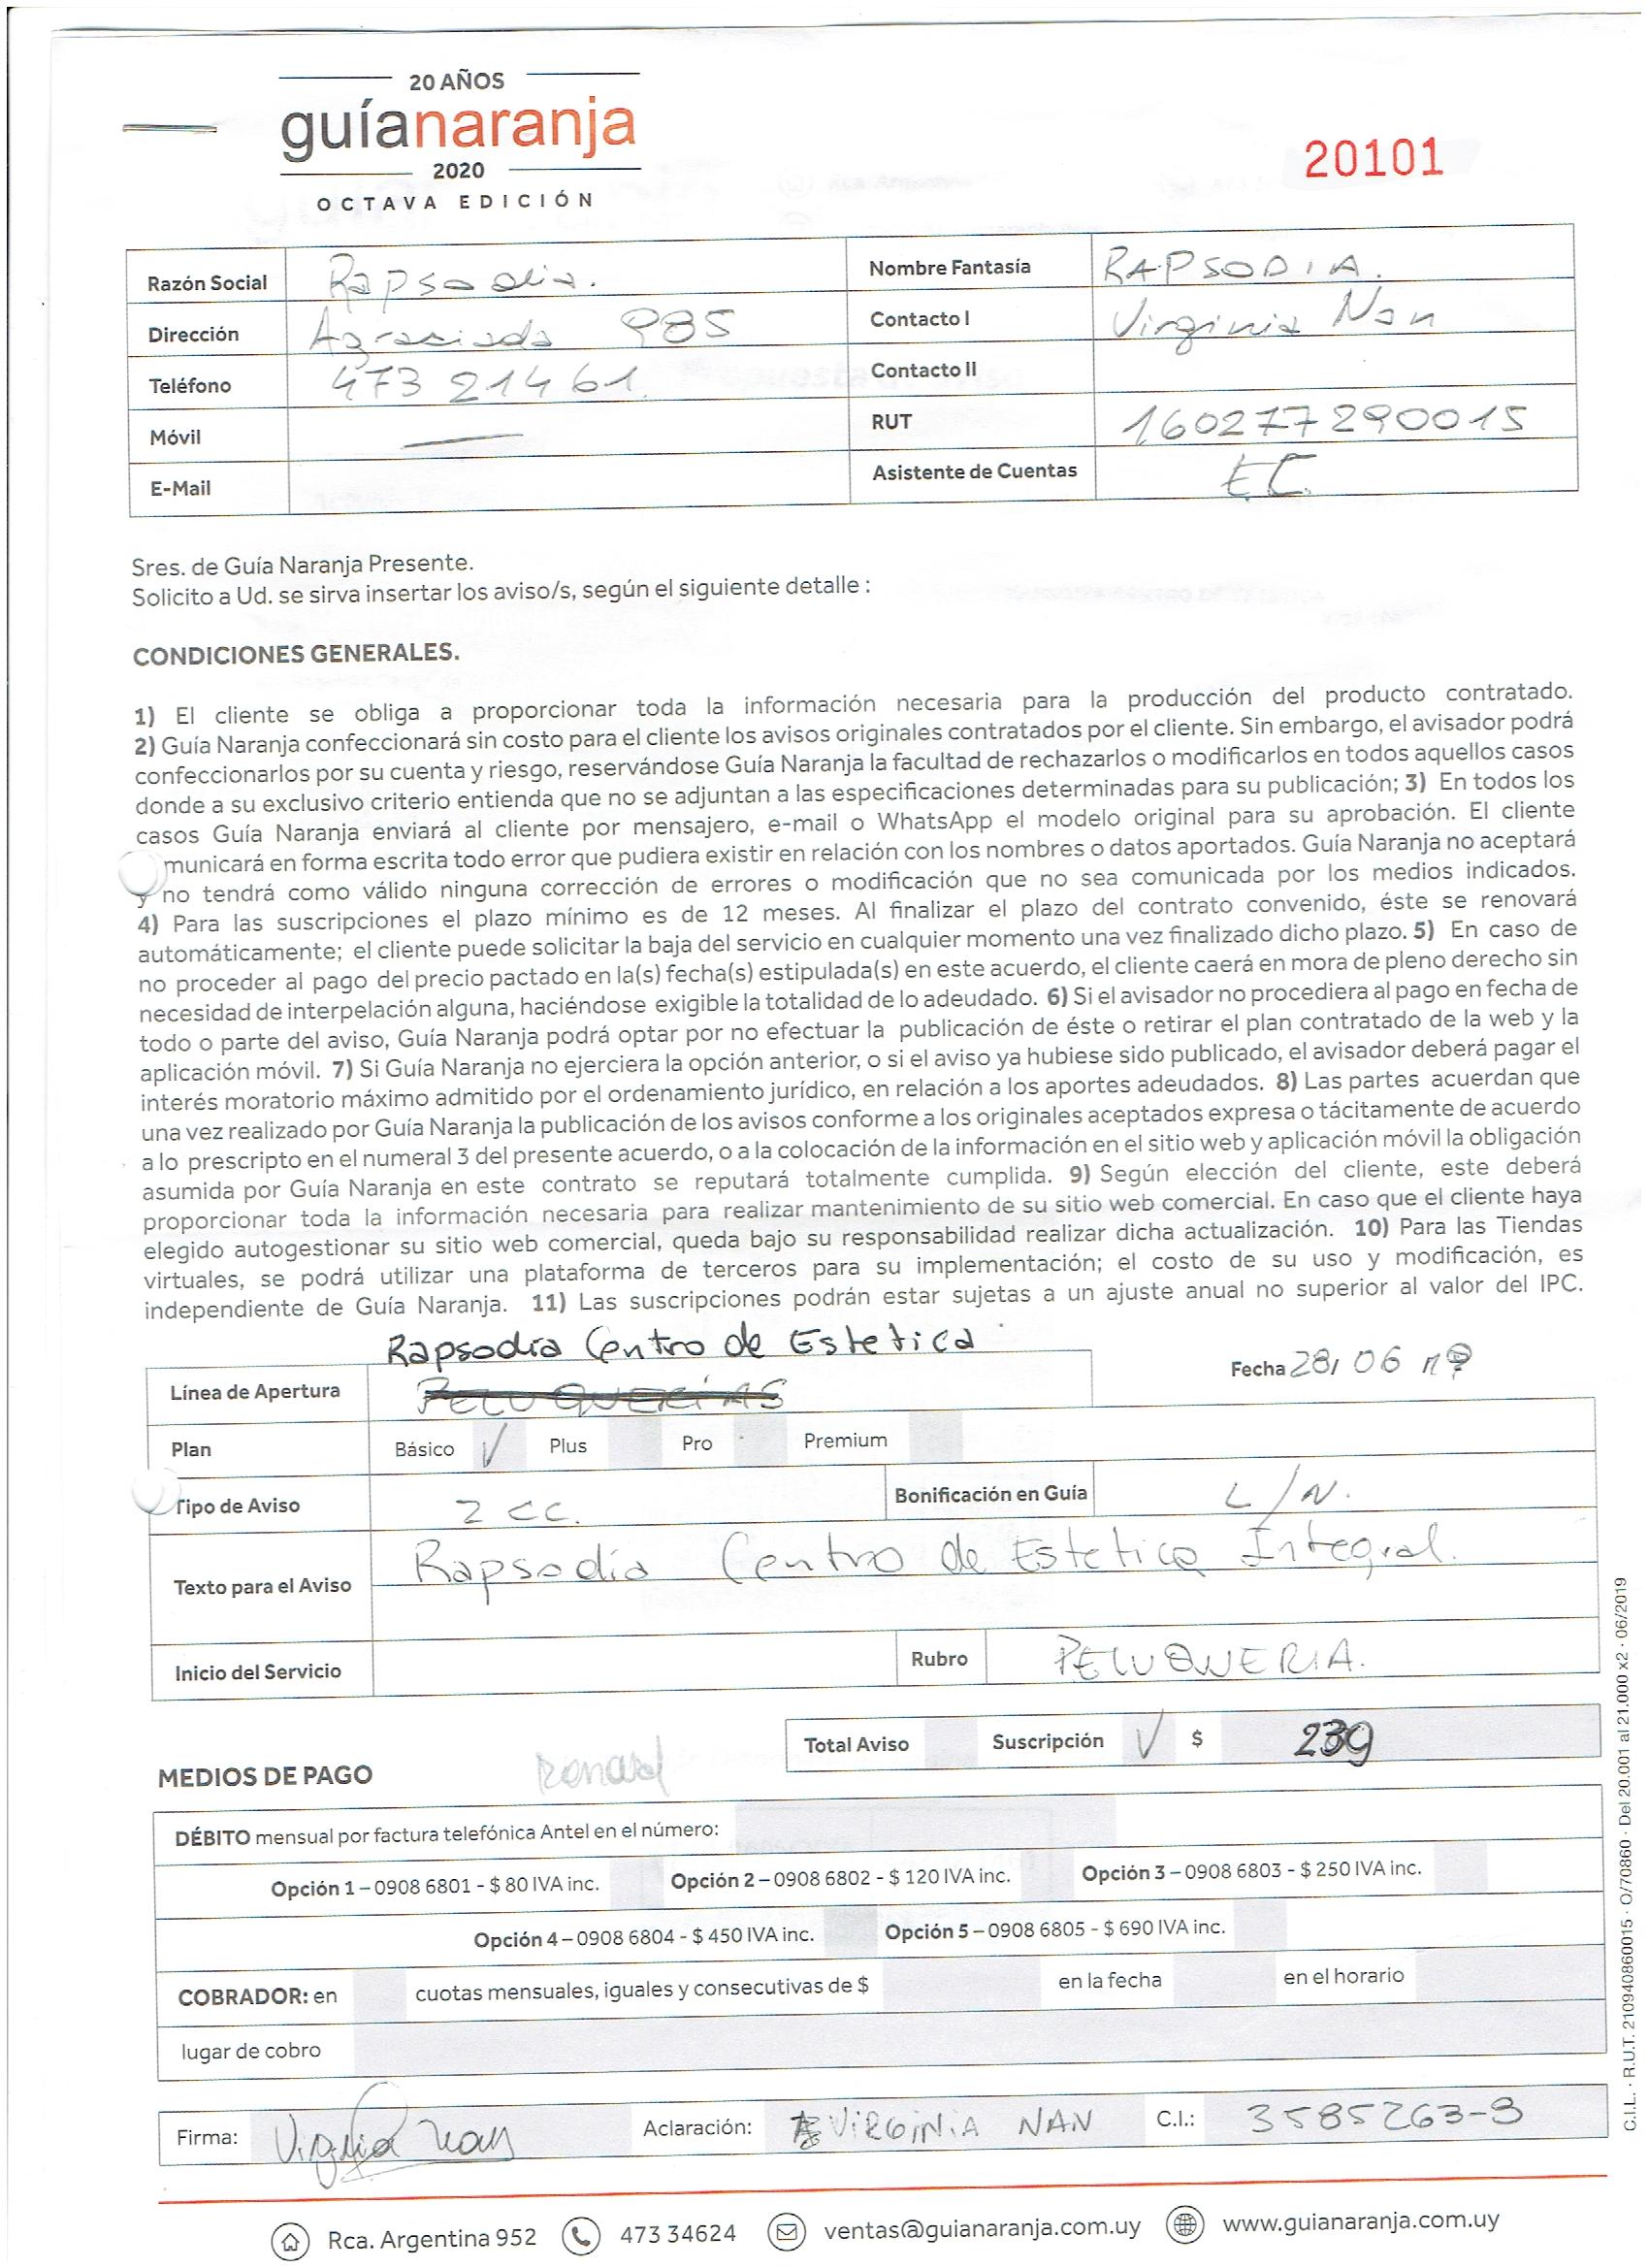 20 AÑOS
guíanaranja
2020
OCTAVA EDICIÓN
20101
Razón Social Rapsodia. Nombre Fantasía RAPSODIA.
Dirección Agraciada 985 Contacto I Virginia Nan
Teléfono 473 21461. Contacto II
Móvil — RUT 160277290015
E-Mail Asistente de Cuentas EC.
Sres. de Guía Naranja Presente.
Solicito a Ud. se sirva insertar los aviso/s, según el siguiente detalle :
CONDICIONES GENERALES.
1) El cliente se obliga a proporcionar toda la información necesaria para la producción del producto contratado.
2) Guía Naranja confeccionará sin costo para el cliente los avisos originales contratados por el cliente. Sin embargo, el avisador podrá
confeccionarlos por su cuenta y riesgo, reservándose Guía Naranja la facultad de rechazarlos o modificarlos en todos aquellos casos
donde a su exclusivo criterio entienda que no se adjuntan a las especificaciones determinadas para su publicación; 3) En todos los
casos Guía Naranja enviará al cliente por mensajero, e-mail o WhatsApp el modelo original para su aprobación. El cliente
municará en forma escrita todo error que pudiera existir en relación con los nombres o datos aportados. Guía Naranja no aceptará
y no tendrá como válido ninguna corrección de errores o modificación que no sea comunicada por los medios indicados.
4) Para las suscripciones el plazo mínimo es de 12 meses. Al finalizar el plazo del contrato convenido, éste se renovará
automáticamente; el cliente puede solicitar la baja del servicio en cualquier momento una vez finalizado dicho plazo. 5) En caso de
no proceder al pago del precio pactado en la(s) fecha(s) estipulada(s) en este acuerdo, el cliente caerá en mora de pleno derecho sin
necesidad de interpelación alguna, haciéndose exigible la totalidad de lo adeudado. 6) Si el avisador no procediera al pago en fecha de
todo o parte del aviso, Guía Naranja podrá optar por no efectuar la publicación de éste o retirar el plan contratado de la web y la
aplicación móvil. 7) Si Guía Naranja no ejerciera la opción anterior, o si el aviso ya hubiese sido publicado, el avisador deberá pagar el
interés moratorio máximo admitido por el ordenamiento jurídico, en relación a los aportes adeudados. 8) Las partes acuerdan que
una vez realizado por Guía Naranja la publicación de los avisos conforme a los originales aceptados expresa o tácitamente de acuerdo
a lo prescripto en el numeral 3 del presente acuerdo, o a la colocación de la información en el sitio web y aplicación móvil la obligación
asumida por Guía Naranja en este contrato se reputará totalmente cumplida. 9) Según elección del cliente, este deberá
proporcionar toda la información necesaria para realizar mantenimiento de su sitio web comercial. En caso que el cliente haya
elegido autogestionar su sitio web comercial, queda bajo su responsabilidad realizar dicha actualización. 10) Para las Tiendas
virtuales, se podrá utilizar una plataforma de terceros para su implementación; el costo de su uso y modificación, es
independiente de Guía Naranja. 11) Las suscripciones podrán estar sujetas a un ajuste anual no superior al valor del IPC.
Rapsodia Centro de Estetica
Fecha 28/ 06
Línea de Apertura PELUQUERÍAS
Plan Básico √ Plus Pro Premium
Tipo de Aviso 2 CC. Bonificación en Guía L/N.
Texto para el Aviso Rapsodia Centro de Estetica Integral.
Inicio del Servicio Rubro PELUQUERIA.
Total Aviso Suscripción √ $ 239
MEDIOS DE PAGO
DÉBITO mensual por factura telefónica Antel en el número:
Opción 1 – 0908 6801 - $ 80 IVA inc. Opción 2 – 0908 6802 - $ 120 IVA inc. Opción 3 – 0908 6803 - $ 250 IVA inc.
Opción 4 – 0908 6804 - $ 450 IVA inc. Opción 5 – 0908 6805 - $ 690 IVA inc.
COBRADOR: en cuotas mensuales, iguales y consecutivas de $ en la fecha en el horario
lugar de cobro
Firma: Virginia Nan Aclaración: VIRGINIA NAN C.I.: 3585263-9
Rca. Argentina 952 473 34624 ventas@guianaranja.com.uy www.guianaranja.com.uy
C.I.L. · R.U.T. 210940860015 · O/70860 · Del 20.001 al 21.000 x2 · 06/2019